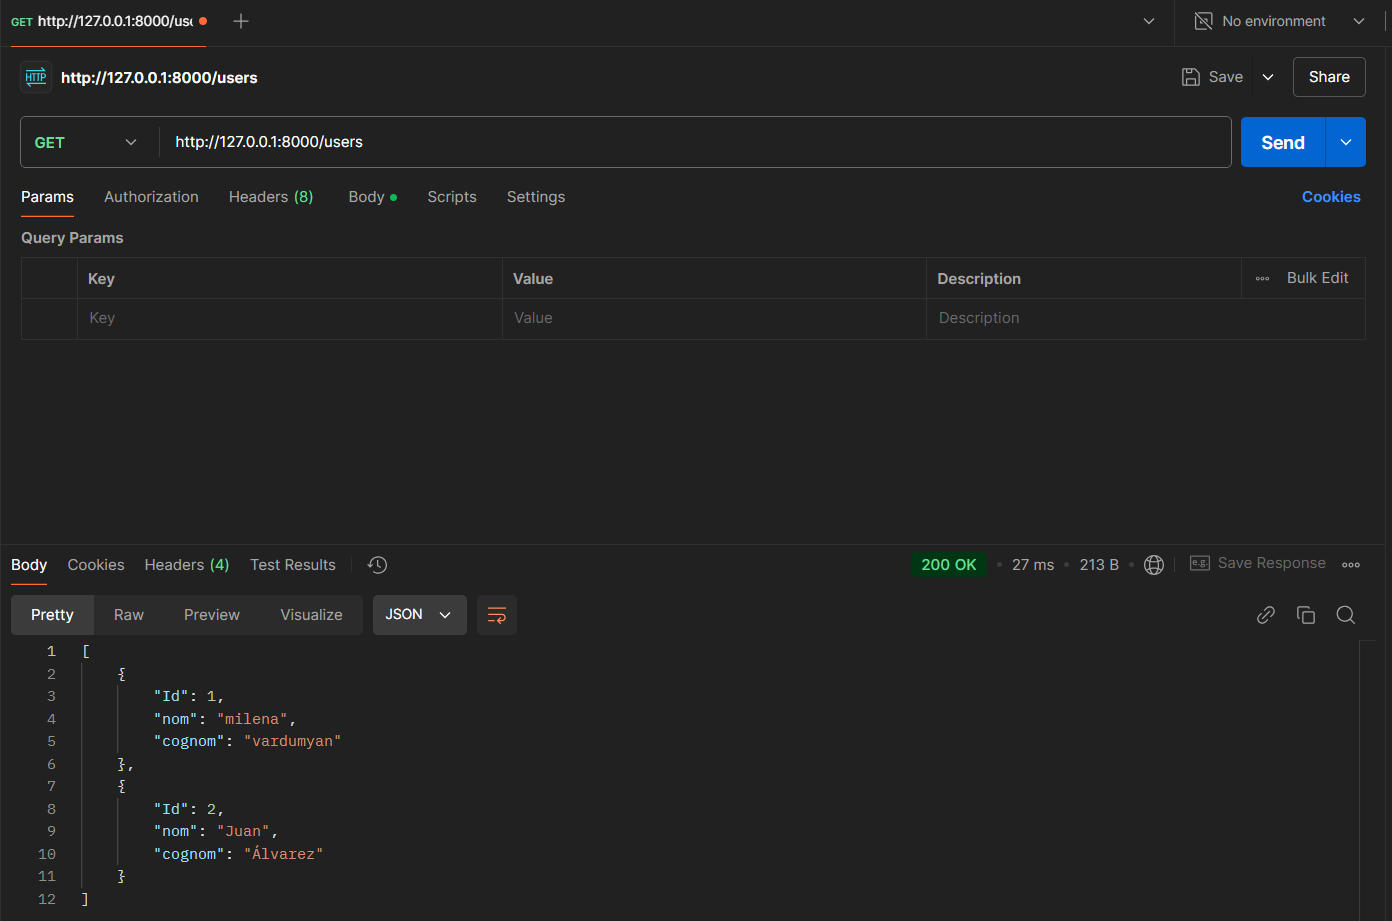 GET http://127.0.0.1:8000/use
No environment
HTTP http://127.0.0.1:8000/users
Save
Share
GET
http://127.0.0.1:8000/users
Send
Params Authorization Headers (8) Body Scripts Settings Cookies
Query Params
Key Value Description Bulk Edit
Key Value Description
Body Cookies Headers (4) Test Results 200 OK 27 ms 213 B e.g. Save Response
Pretty Raw Preview Visualize JSON
1 [
2 {
3 "Id": 1,
4 "nom": "milena",
5 "cognom": "vardumyan"
6 },
7 {
8 "Id": 2,
9 "nom": "Juan",
10 "cognom": "Álvarez"
11 }
12 ]